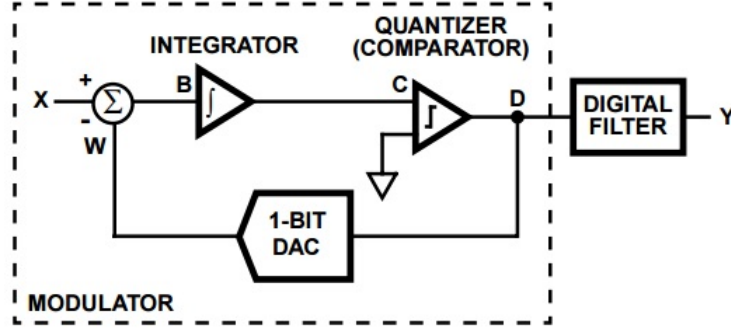 QUANTIZER
(COMPARATOR)
INTEGRATOR
X
+
Σ
-
W
B
∫
C
D
DIGITAL
FILTER
Y
1-BIT
DAC
MODULATOR